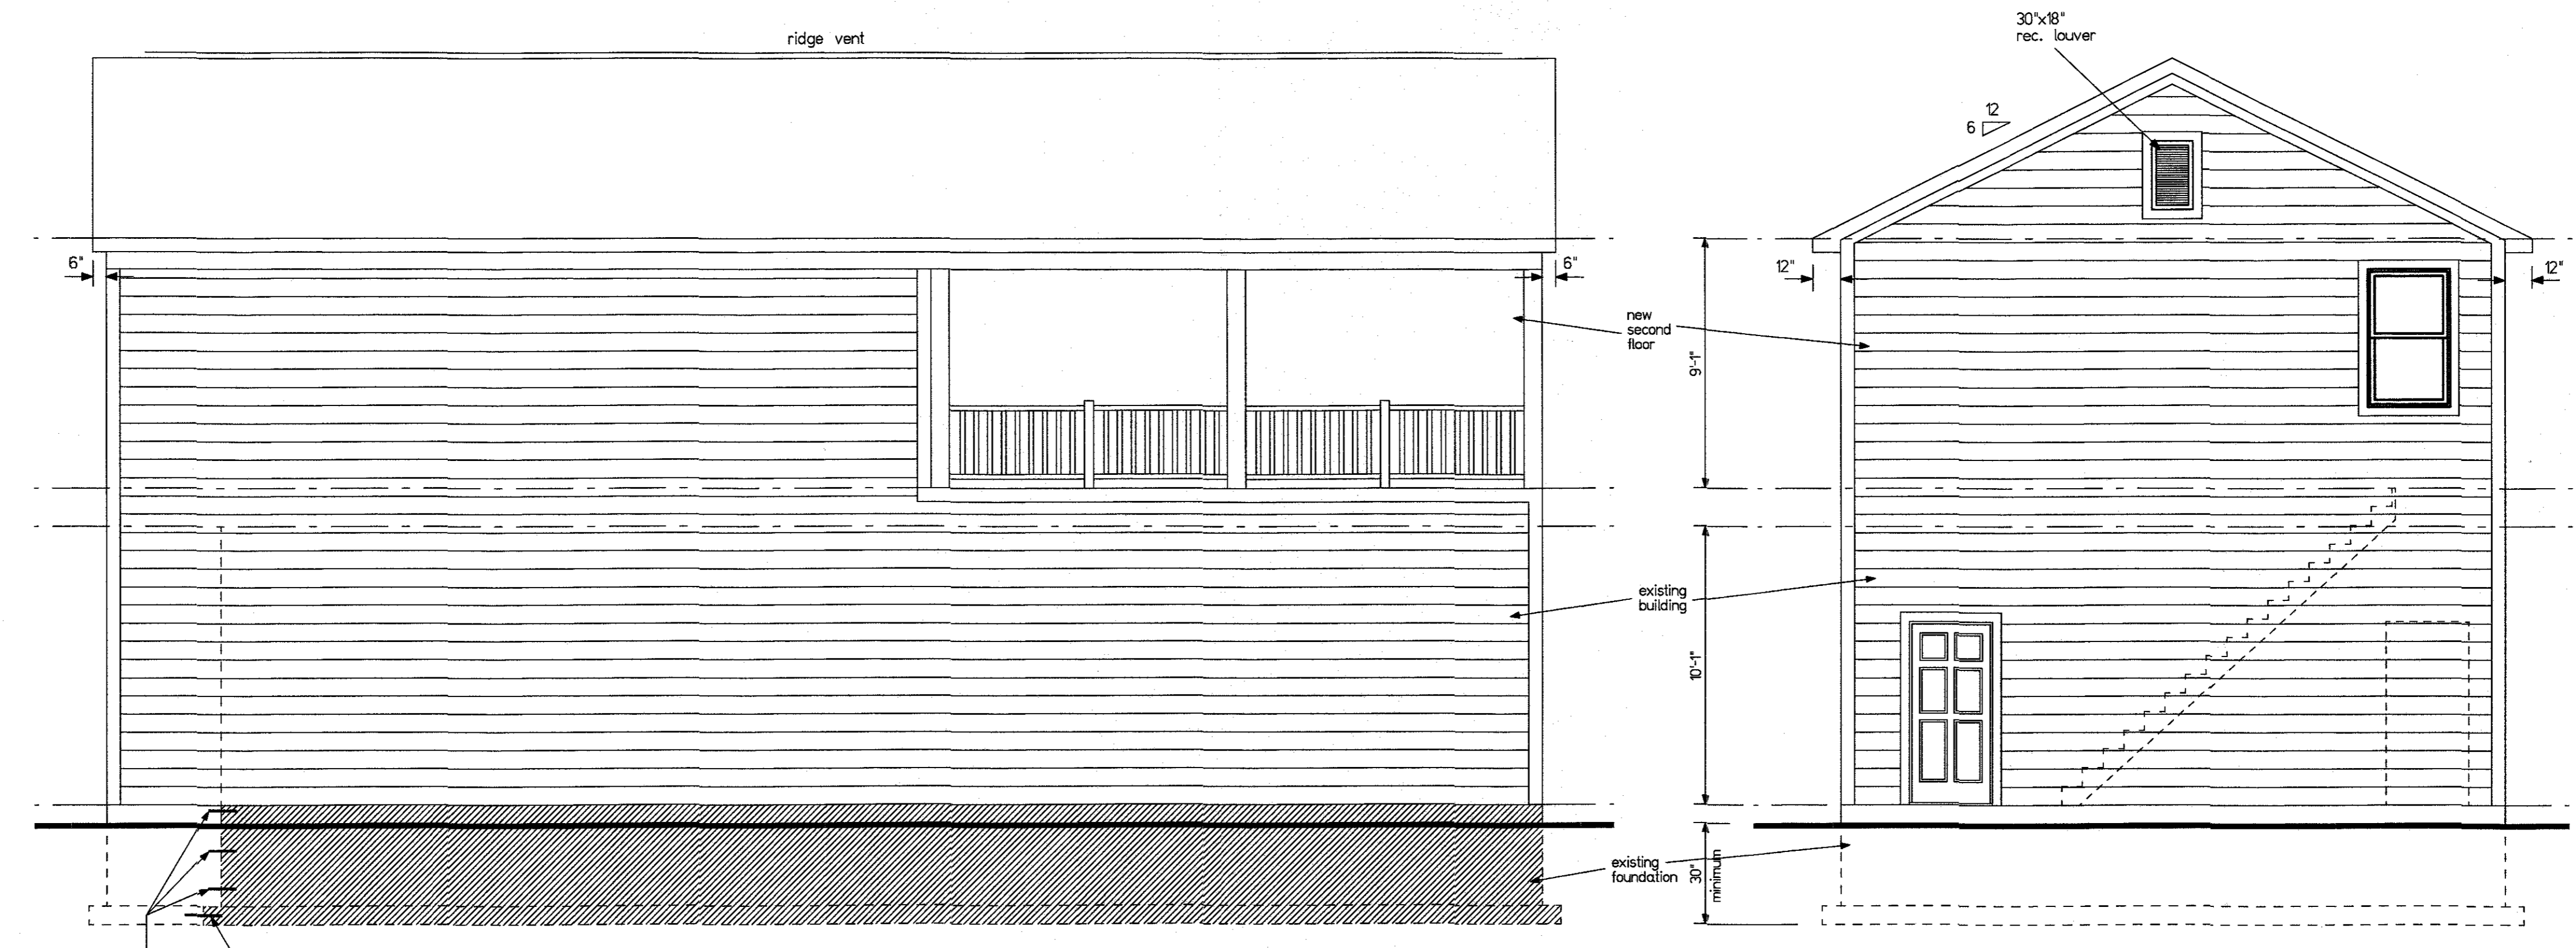 ridge vent
30"x18"
rec. louver
12
6
6"
6"
12"
12"
new
second
floor
9'-1"
existing
building
10'-1"
existing
foundation
30"
minimum